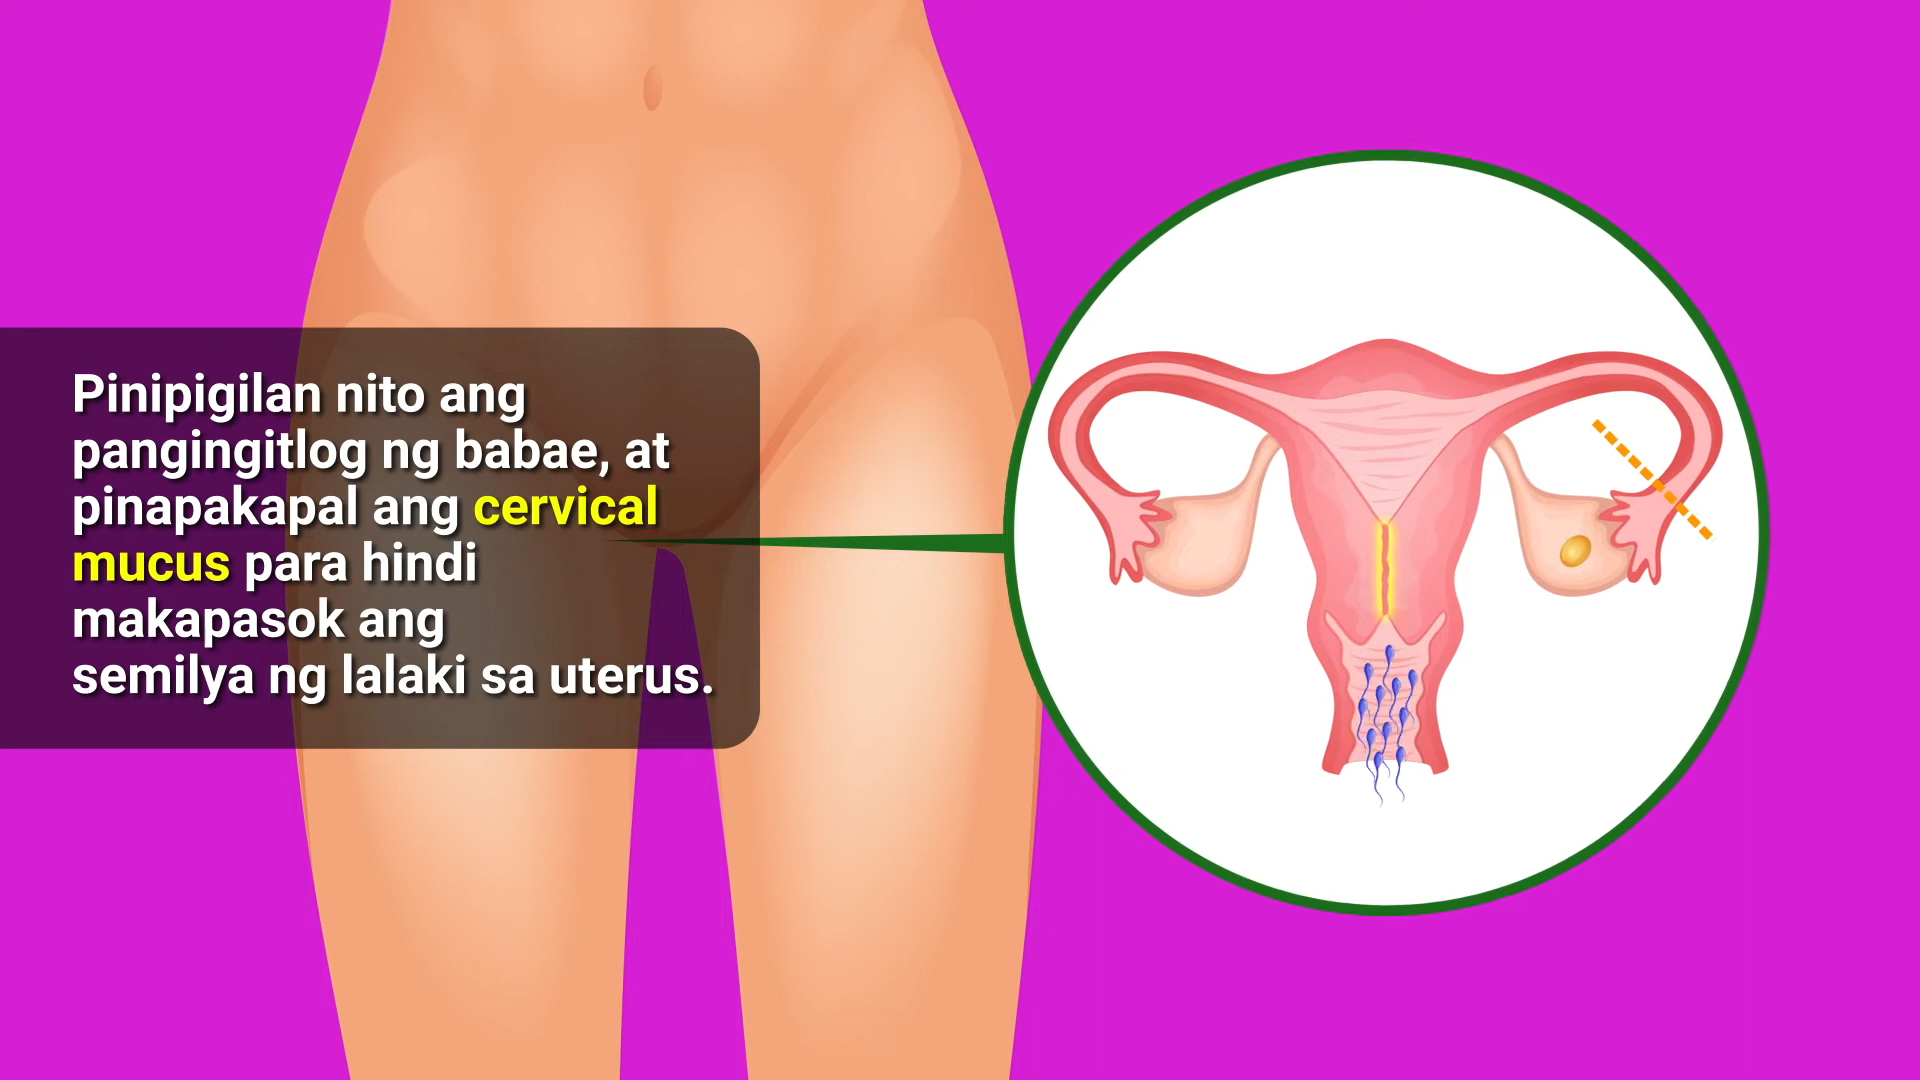 Pinipigilan nito ang
pangingitlog ng babae, at
pinapakapal ang cervical
mucus para hindi
makapasok ang
semilya ng lalaki sa uterus.